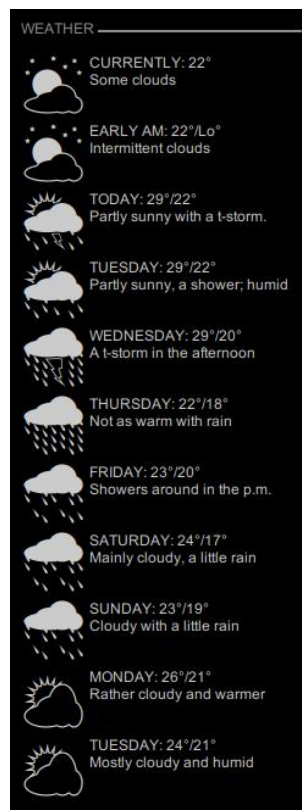 WEATHER
CURRENTLY: 22°
Some clouds
EARLY AM: 22°/Lo°
Intermittent clouds
TODAY: 29°/22°
Partly sunny with a t-storm.
TUESDAY: 29°/22°
Partly sunny, a shower; humid
WEDNESDAY: 29°/20°
A t-storm in the afternoon
THURSDAY: 22°/18°
Not as warm with rain
FRIDAY: 23°/20°
Showers around in the p.m.
SATURDAY: 24°/17°
Mainly cloudy, a little rain
SUNDAY: 23°/19°
Cloudy with a little rain
MONDAY: 26°/21°
Rather cloudy and warmer
TUESDAY: 24°/21°
Mostly cloudy and humid